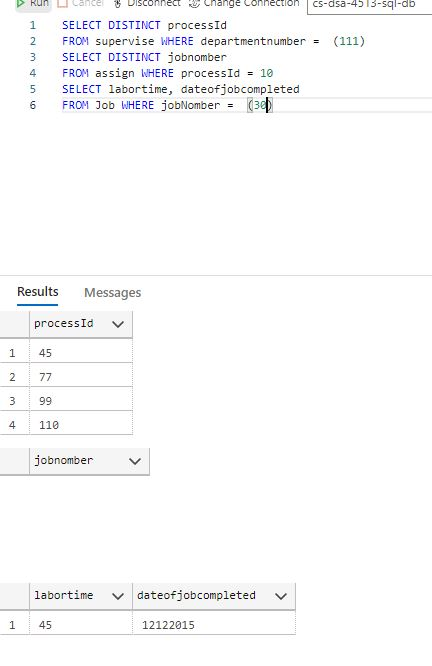 Run Cancel Disconnect Change Connection cs-dsa-4513-sql-db
1 SELECT DISTINCT processId
2 FROM supervise WHERE departmentnumber = (111)
3 SELECT DISTINCT jobnomber
4 FROM assign WHERE processId = 10
5 SELECT labortime, dateofjobcompleted
6 FROM Job WHERE jobNomber = (30)
Results Messages
processId
1 45
2 77
3 99
4 110
jobnomber
labortime dateofjobcompleted
1 45 12122015